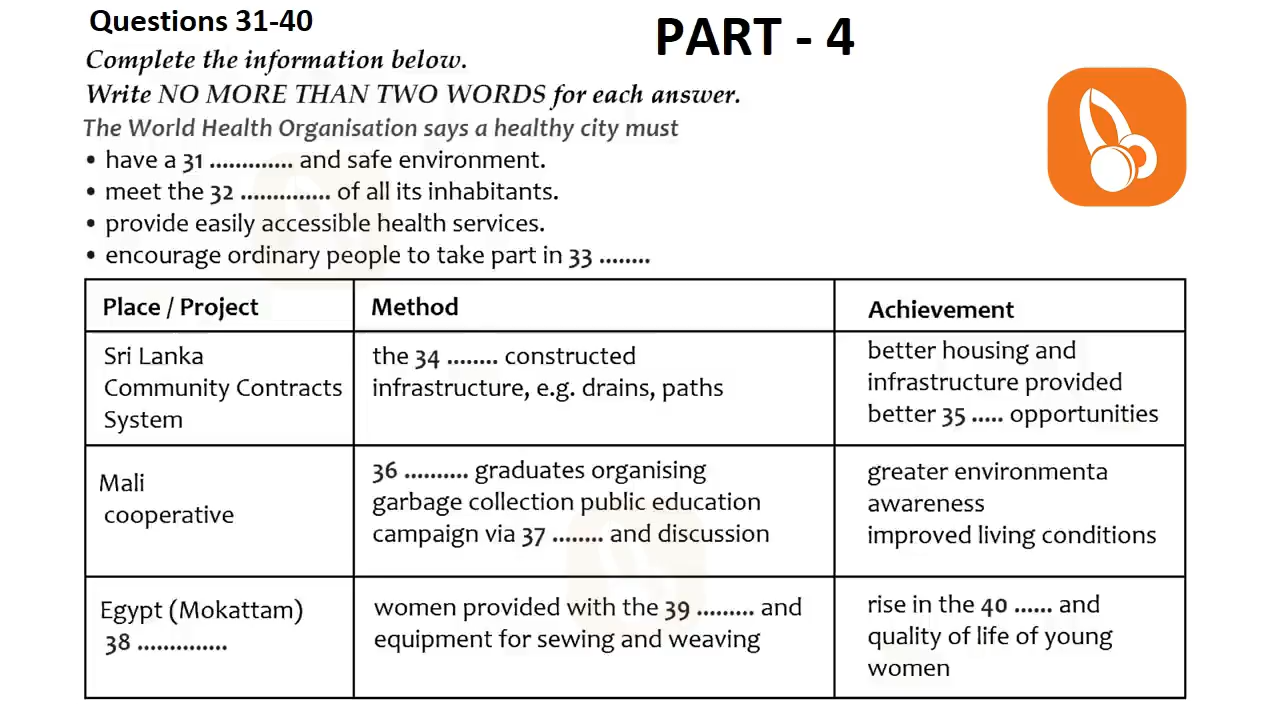 Questions 31-40
PART - 4
Complete the information below.
Write NO MORE THAN TWO WORDS for each answer.
The World Health Organisation says a healthy city must
• have a 31 ............. and safe environment.
• meet the 32 .............. of all its inhabitants.
• provide easily accessible health services.
• encourage ordinary people to take part in 33 ........
Place / Project
Method
Achievement
Sri Lanka
Community Contracts
System
the 34 ........ constructed
infrastructure, e.g. drains, paths
better housing and
infrastructure provided
better 35 ..... opportunities
Mali
cooperative
36 .......... graduates organising
garbage collection public education
campaign via 37 ........ and discussion
greater environmenta
awareness
improved living conditions
Egypt (Mokattam)
38 ..............
women provided with the 39 ......... and
equipment for sewing and weaving
rise in the 40 ...... and
quality of life of young
women